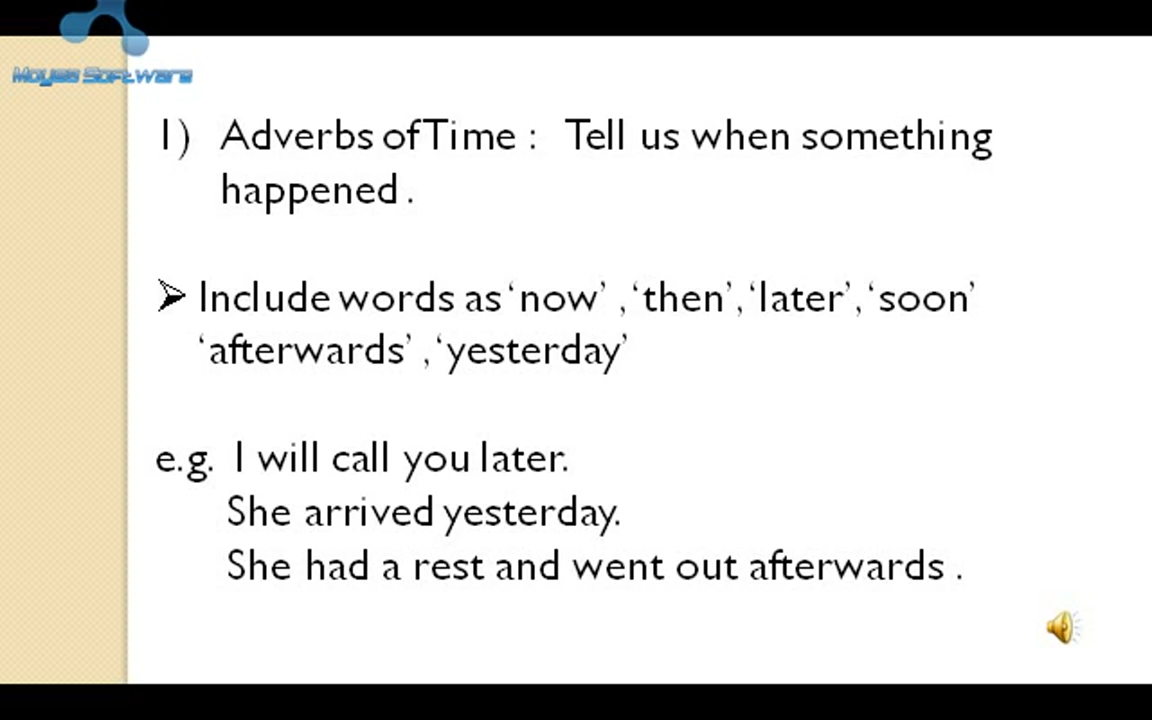 Moyea Software
1) Adverbs of Time : Tell us when something
happened .
➢ Include words as ‘now’ , ‘then’, ‘later’, ‘soon’
‘afterwards’ , ‘yesterday’
e.g. I will call you later.
She arrived yesterday.
She had a rest and went out afterwards .